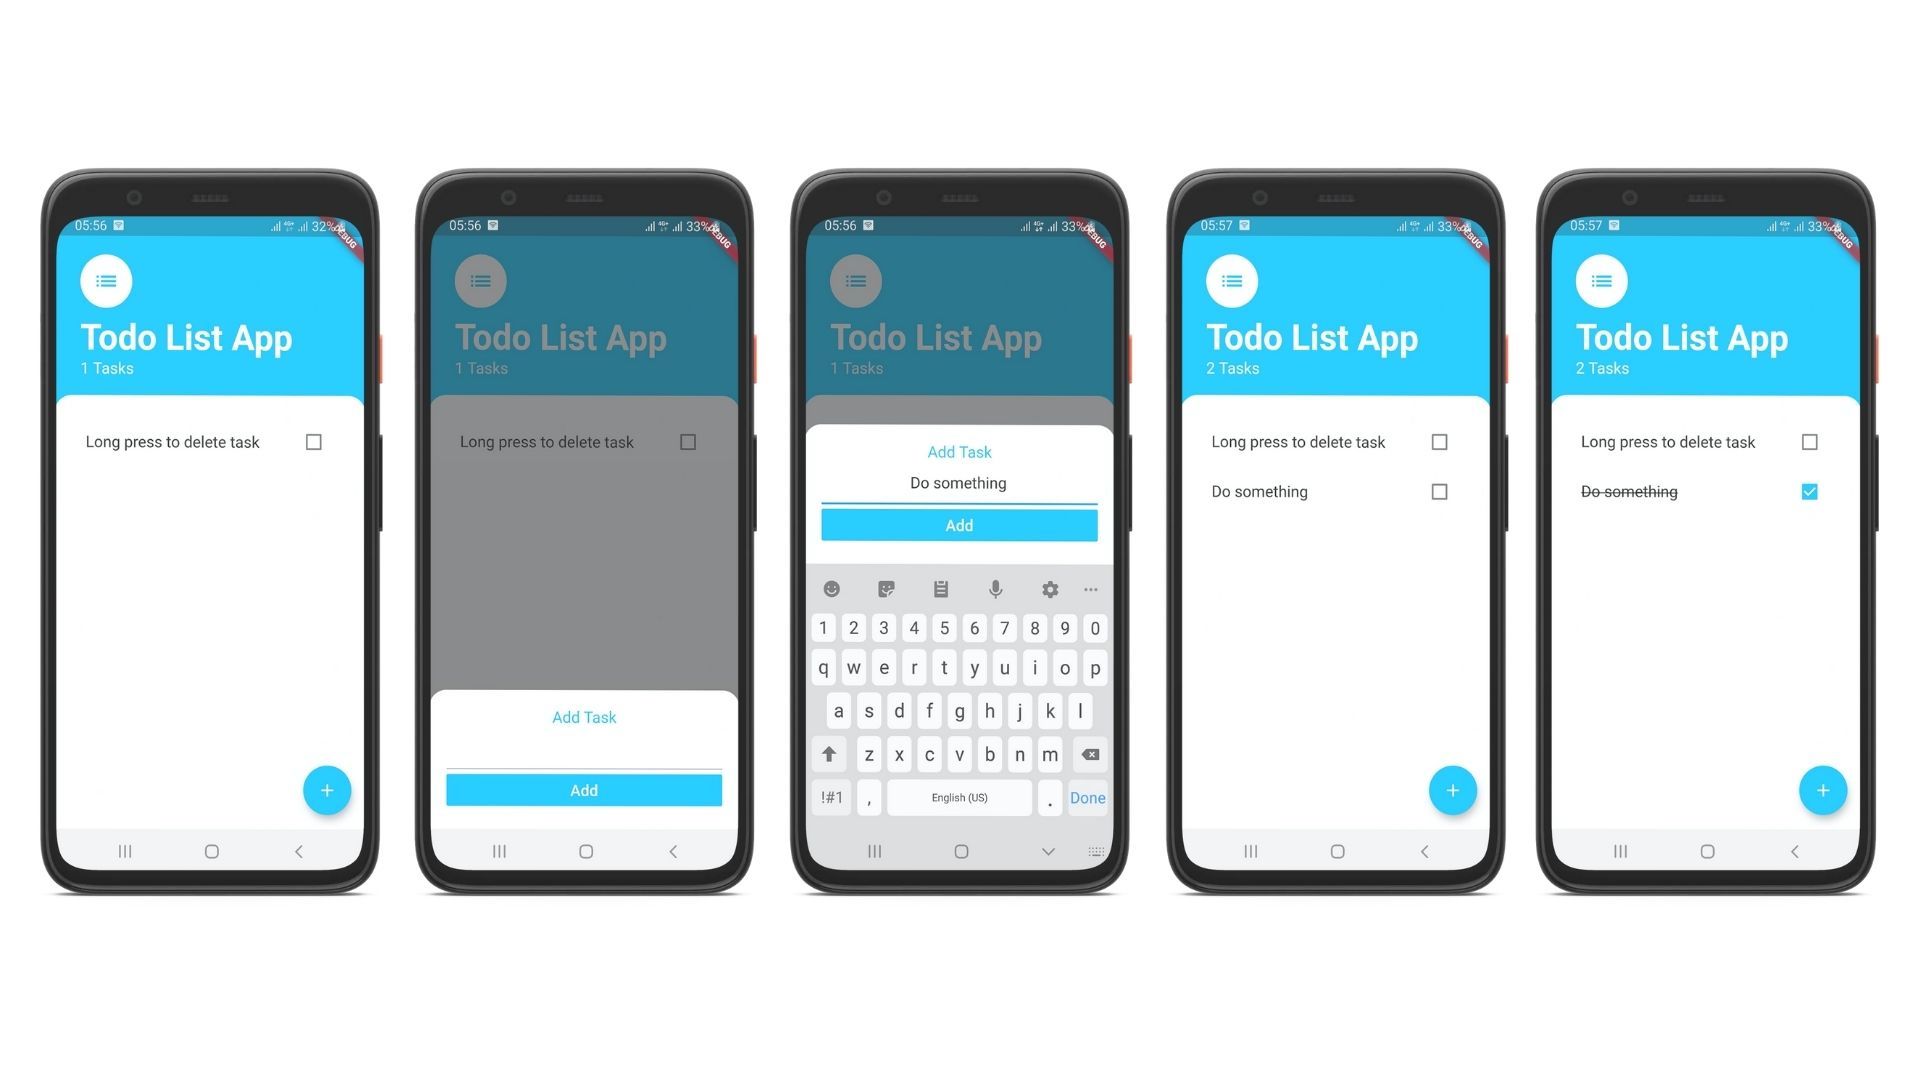 05:56 32%
DEBUG
Todo List App
1 Tasks
Long press to delete task
05:56 33%
DEBUG
Todo List App
1 Tasks
Long press to delete task
Add Task
Add
05:56 33%
DEBUG
Todo List App
1 Tasks
Add Task
Do something
Add
1 2 3 4 5 6 7 8 9 0
q w e r t y u i o p
a s d f g h j k l
z x c v b n m
!#1 , English (US) . Done
05:57 33%
DEBUG
Todo List App
2 Tasks
Long press to delete task
Do something
05:57 33%
DEBUG
Todo List App
2 Tasks
Long press to delete task
Do something